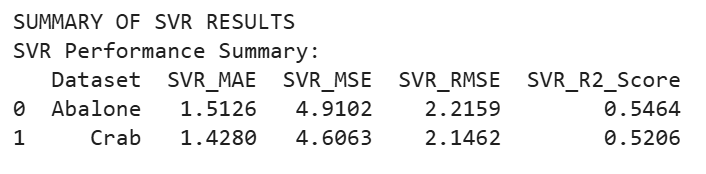 SUMMARY OF SVR RESULTS
SVR Performance Summary:
   Dataset  SVR_MAE  SVR_MSE  SVR_RMSE  SVR_R2_Score
0  Abalone   1.5126   4.9102    2.2159        0.5464
1     Crab   1.4280   4.6063    2.1462        0.5206